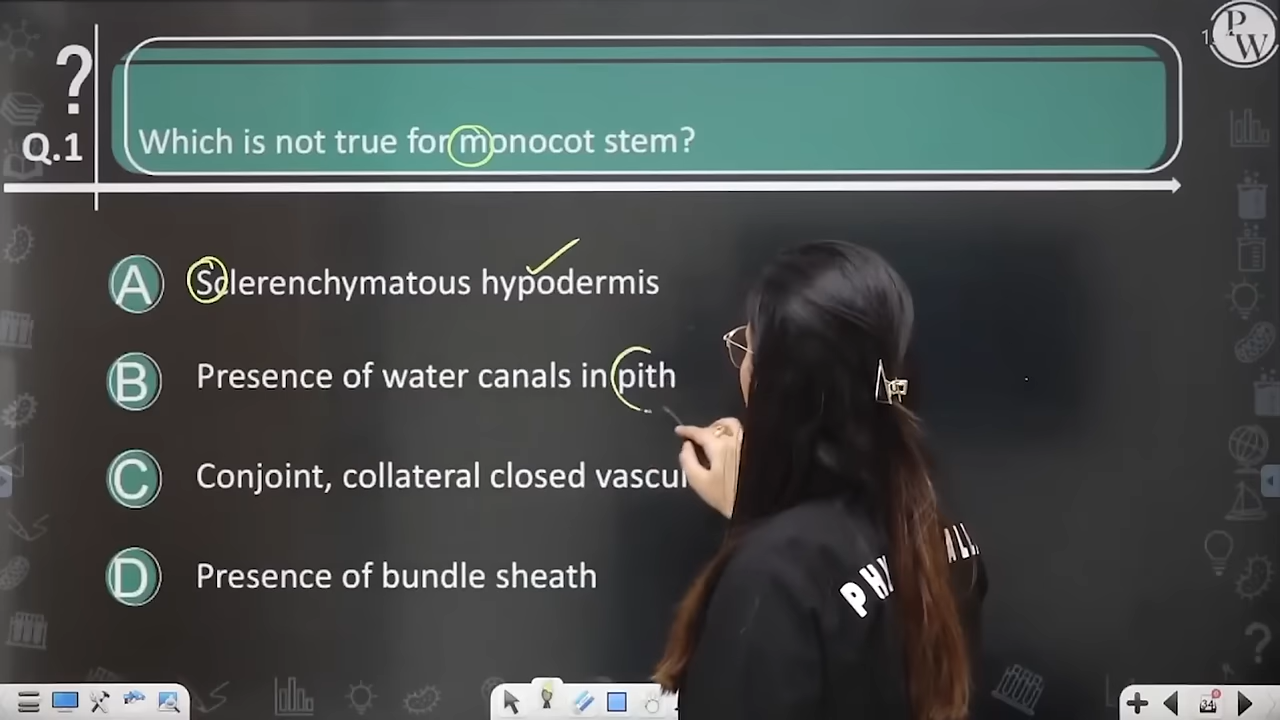 PW
?
Q.1
Which is not true for monocot stem?
A Sclerenchymatous hypodermis
B Presence of water canals in pith
C Conjoint, collateral closed
D Presence of bundle sheath
34